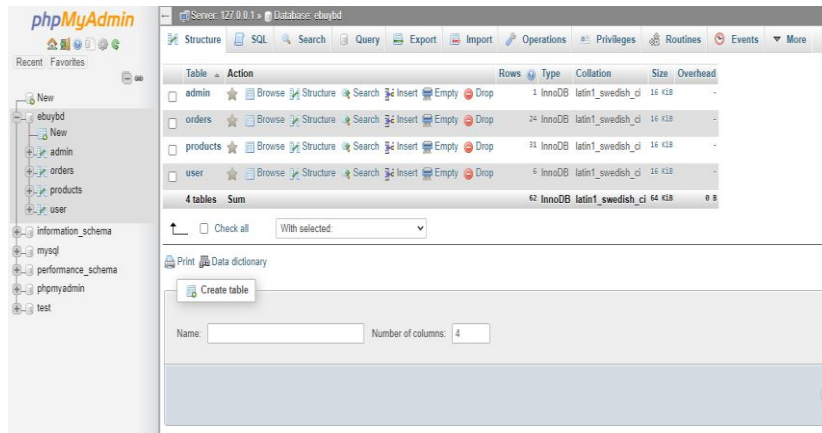 phpMyAdmin
Recent Favorites
New
ebuybd
New
admin
orders
products
user
information_schema
mysql
performance_schema
phpmyadmin
test
Server: 127.0.0.1 » Database: ebuybd
Structure SQL Search Query Export Import Operations Privileges Routines Events More
Table Action Rows Type Collation Size Overhead
admin Browse Structure Search Insert Empty Drop 1 InnoDB latin1_swedish_ci 16 KiB -
orders Browse Structure Search Insert Empty Drop 24 InnoDB latin1_swedish_ci 16 KiB -
products Browse Structure Search Insert Empty Drop 31 InnoDB latin1_swedish_ci 16 KiB -
user Browse Structure Search Insert Empty Drop 6 InnoDB latin1_swedish_ci 16 KiB -
4 tables Sum 62 InnoDB latin1_swedish_ci 64 KiB 0 B
Check all With selected:
Print Data dictionary
Create table
Name: Number of columns: 4